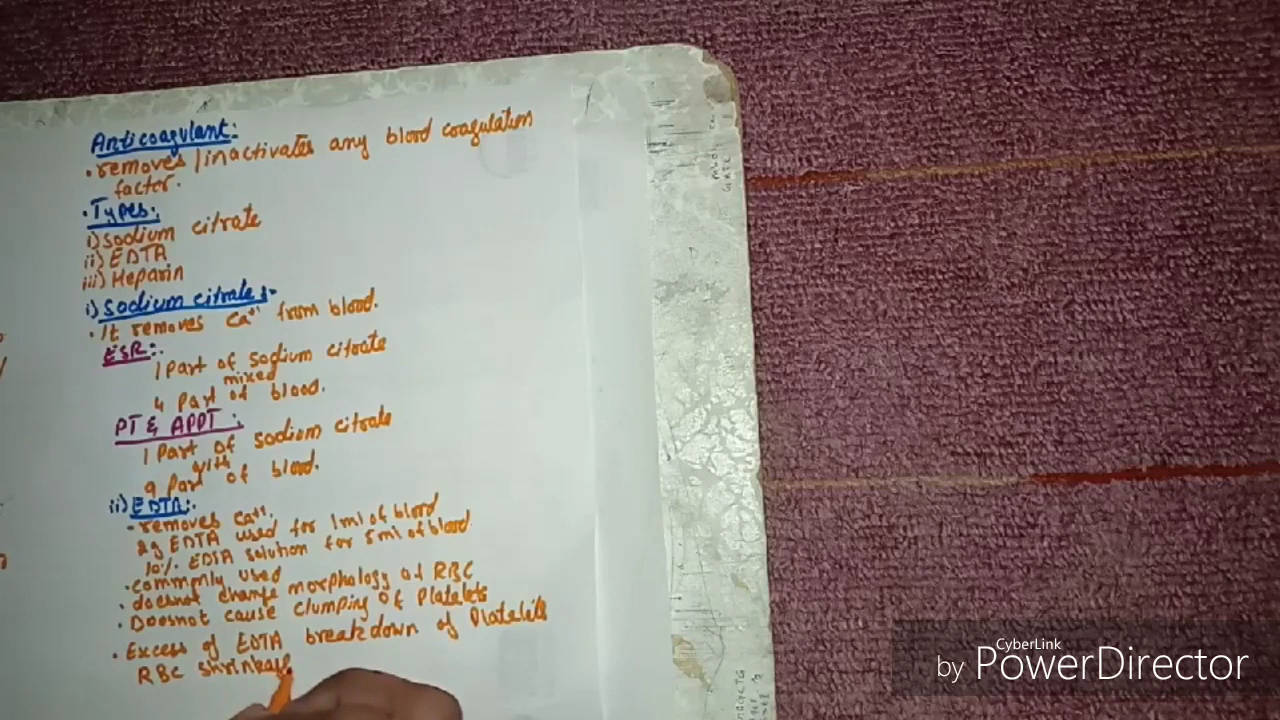 Anticoagulant:
• removes / inactivates any blood coagulation
factor.
• Types:
i) sodium citrate
ii) EDTA
iii) Heparin
i) sodium citrate:-
• It removes Ca++ from blood.
ESR:-
1 part of sodium citrate
mixed
4 part of blood.
PT & APPT:
1 part of sodium citrate
with
9 part of blood.
ii) EDTA:-
- removes Ca++.
2g EDTA used for 1ml of blood
10% EDTA solution for 5ml of blood
• commonly used
• doesnot change morphology of RBC
• Doesnot cause clumping of Platelets
• Excess of EDTA breakdown of Platelets
RBC shrinkage
CyberLink
by PowerDirector